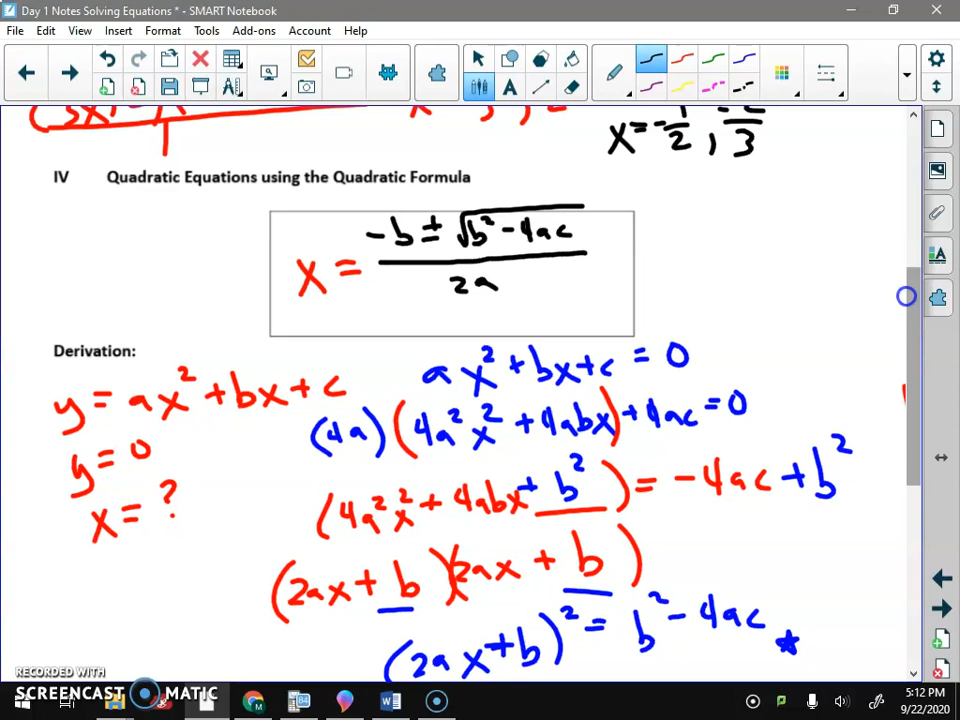 Day 1 Notes Solving Equations * - SMART Notebook
File Edit View Insert Format Tools Add-ons Account Help
x = -1/2 , -2/3
IV Quadratic Equations using the Quadratic Formula
x = (-b ± √(b² - 4ac)) / 2a
Derivation:
ax² + bx + c = 0
y = ax² + bx + c
(4a) (4a²x² + 4abx) + 4ac = 0
y = 0
(4a²x² + 4abx + b²) = -4ac + b²
x = ?
(2ax + b)(2ax + b)
(2ax + b)² = b² - 4ac ★
RECORDED WITH
SCREENCAST MATIC
5:12 PM
9/22/2020